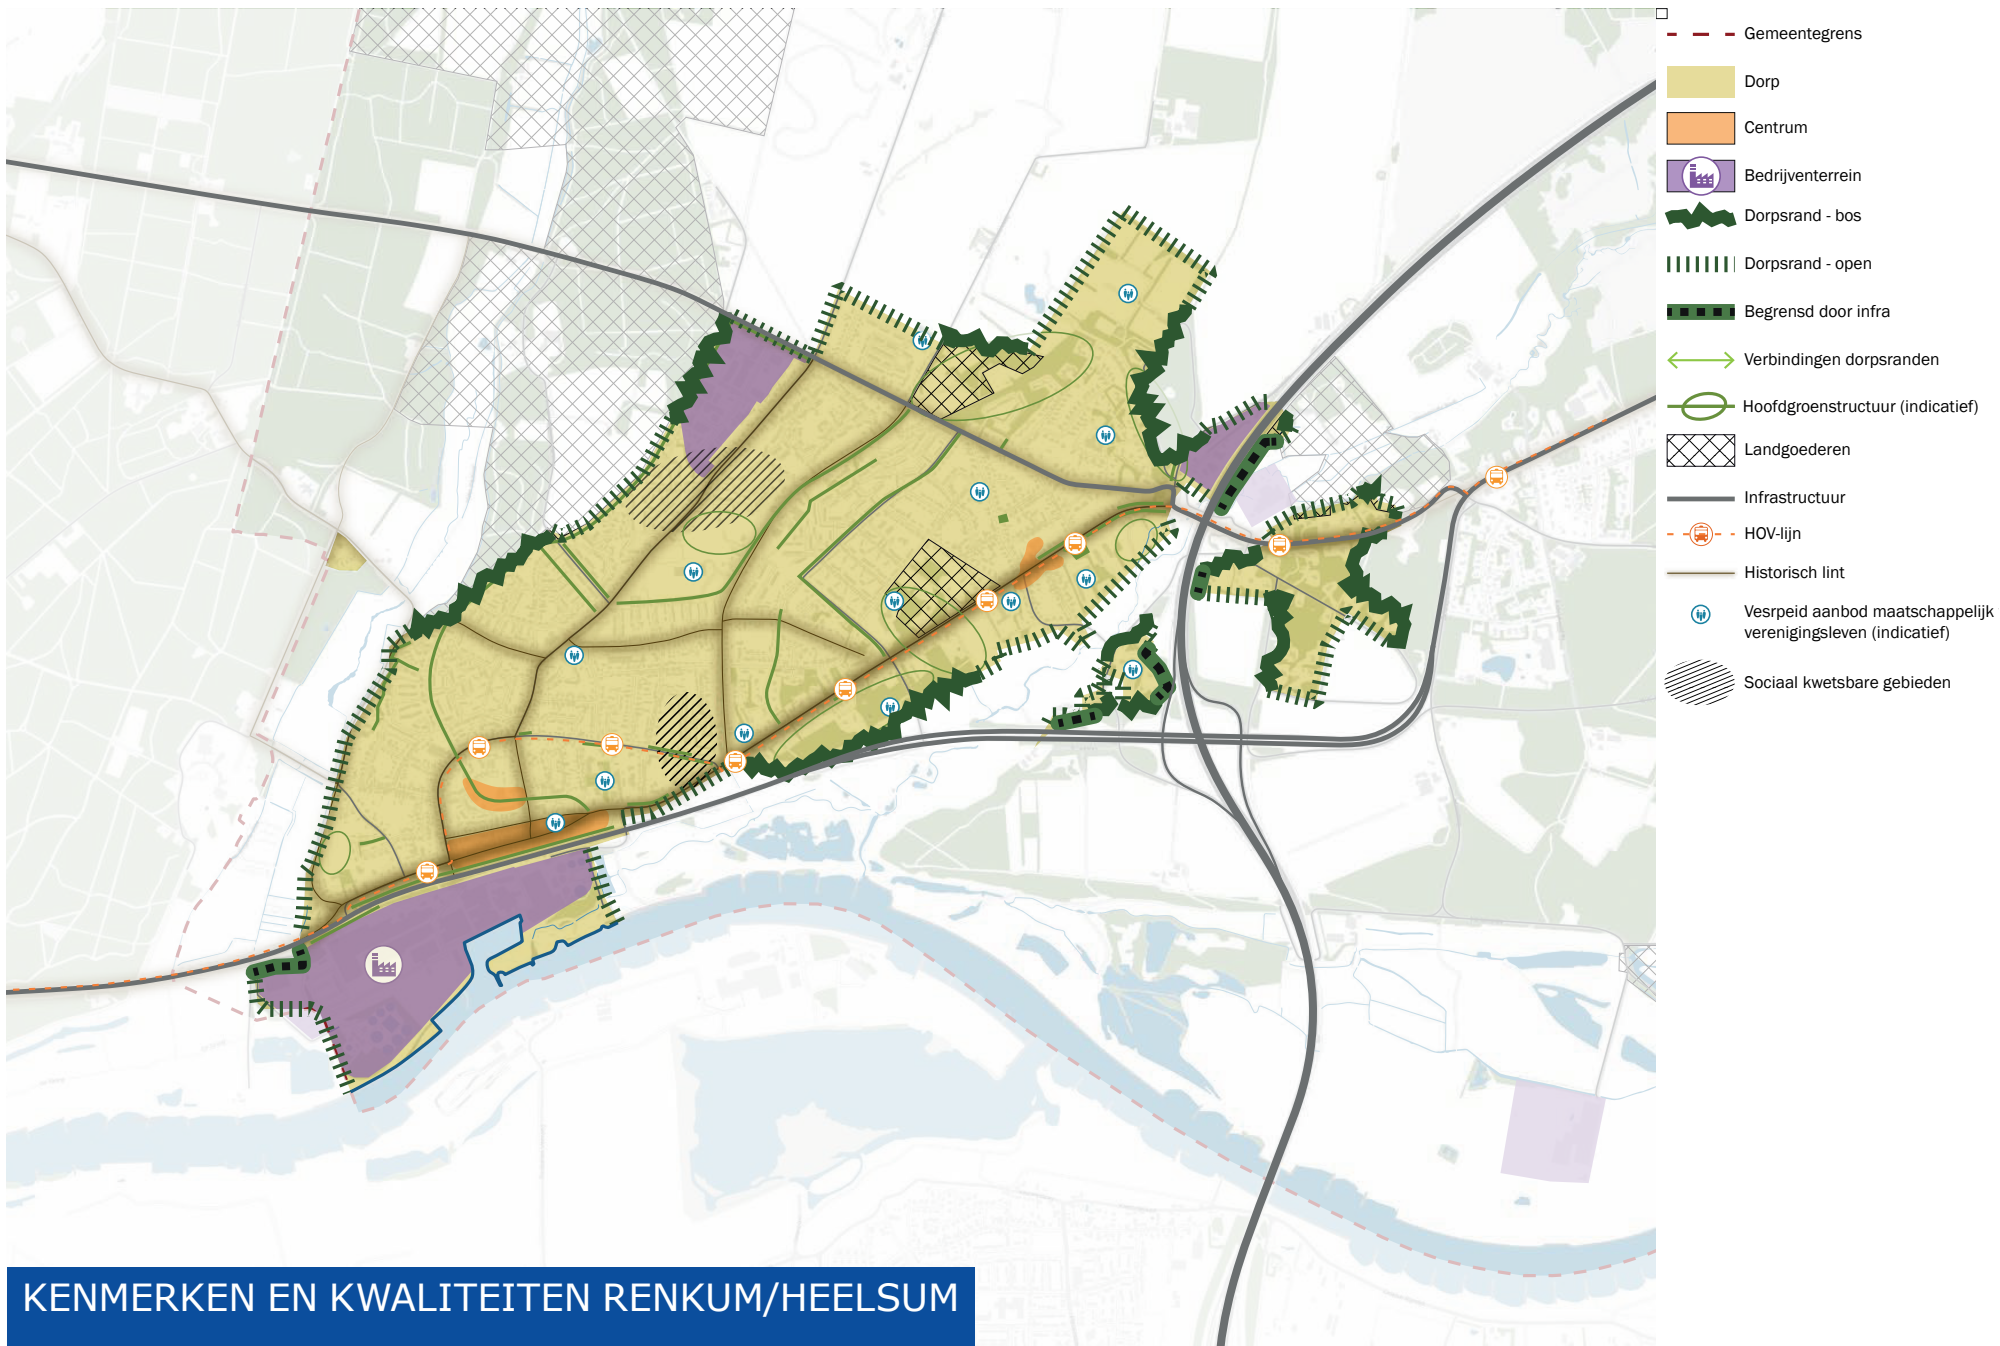 Gemeentegrens
Dorp
Centrum
Bedrijventerrein
Dorpsrand - bos
Dorpsrand - open
Begrensd door infra
Verbindingen dorpsranden
Hoofdgroenstructuur (indicatief)
Landgoederen
Infrastructuur
HOV-lijn
Historisch lint
Vesrpeid aanbod maatschappelijk
verenigingsleven (indicatief)
Sociaal kwetsbare gebieden
KENMERKEN EN KWALITEITEN RENKUM/HEELSUM